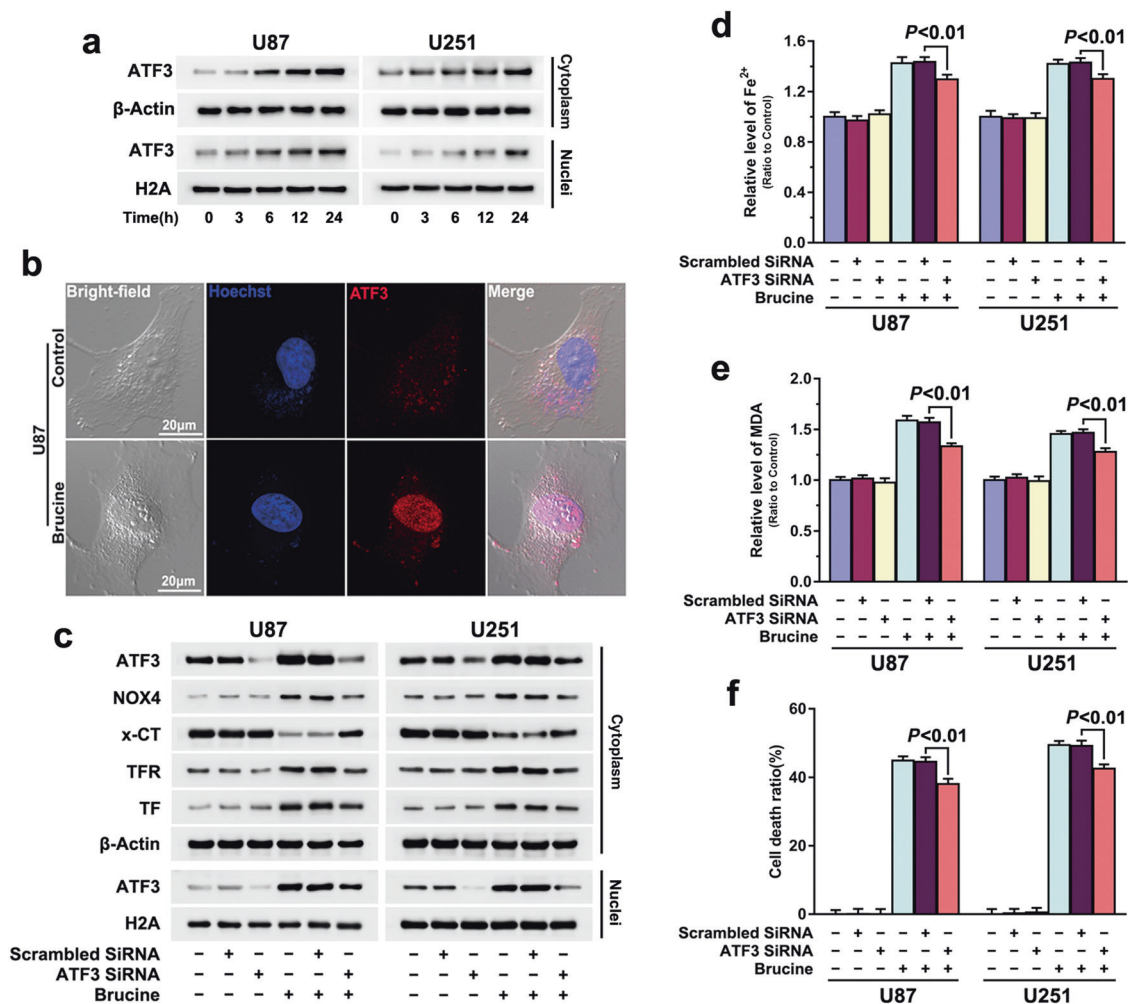 a
U87 U251
ATF3
β-Actin
Cytoplasm
ATF3
H2A
Nuclei
Time(h) 0 3 6 12 24 0 3 6 12 24
b
Bright-field Hoechst ATF3 Merge
U87
Control
20μm
Brucine
20μm
c
U87 U251
ATF3
NOX4
x-CT
TFR
TF
β-Actin
Cytoplasm
ATF3
H2A
Nuclei
Scrambled SiRNA − + − − + − − + − − + −
ATF3 SiRNA − − + − − + − − + − − +
Brucine − − − + + + − − − + + +
d
Relative level of Fe²⁺
(Ratio to Control)
1.6
1.2
0.8
0.4
0.0
P<0.01 P<0.01
Scrambled SiRNA − + − − + − − + − − + −
ATF3 SiRNA − − + − − + − − + − − +
Brucine − − − + + + − − − + + +
U87 U251
e
Relative level of MDA
(Ratio to Control)
2.0
1.5
1.0
0.5
0.0
P<0.01 P<0.01
Scrambled SiRNA − + − − + − − + − − + −
ATF3 SiRNA − − + − − + − − + − − +
Brucine − − − + + + − − − + + +
U87 U251
f
Cell death ratio(%)
60
40
20
0
P<0.01 P<0.01
Scrambled SiRNA − + − − + − − + − − + −
ATF3 SiRNA − − + − − + − − + − − +
Brucine − − − + + + − − − + + +
U87 U251